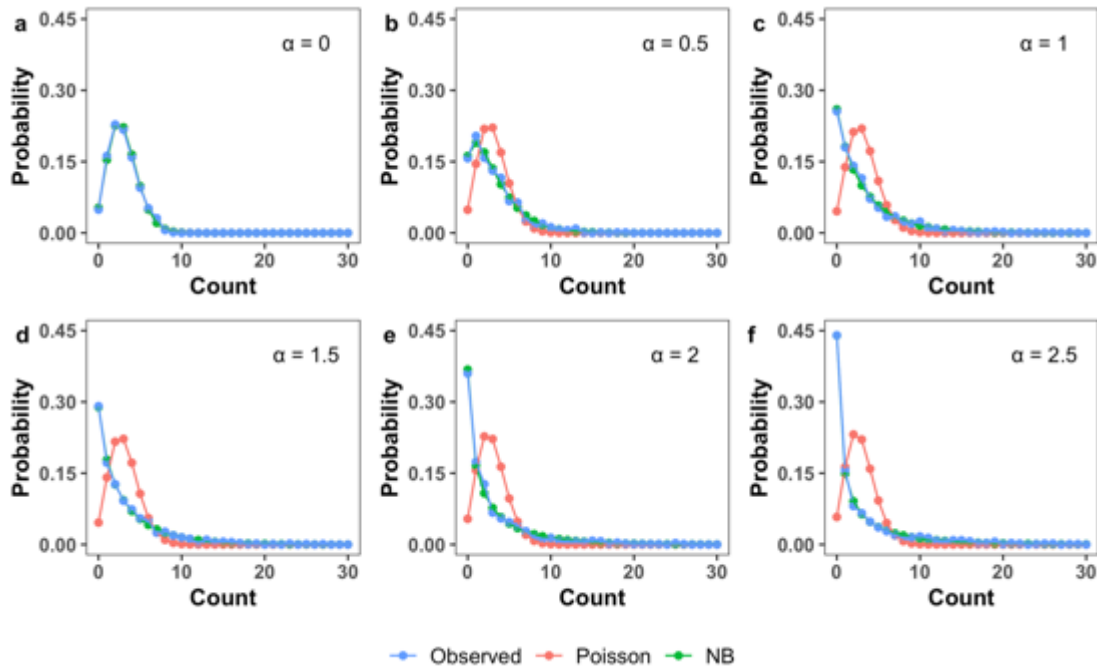 a
α = 0
0.45
0.30
0.15
0.00
Probability
0 10 20 30
Count
b
α = 0.5
0.45
0.30
0.15
0.00
Probability
0 10 20 30
Count
c
α = 1
0.45
0.30
0.15
0.00
Probability
0 10 20 30
Count
d
α = 1.5
0.45
0.30
0.15
0.00
Probability
0 10 20 30
Count
e
α = 2
0.45
0.30
0.15
0.00
Probability
0 10 20 30
Count
f
α = 2.5
0.45
0.30
0.15
0.00
Probability
0 10 20 30
Count
Observed Poisson NB